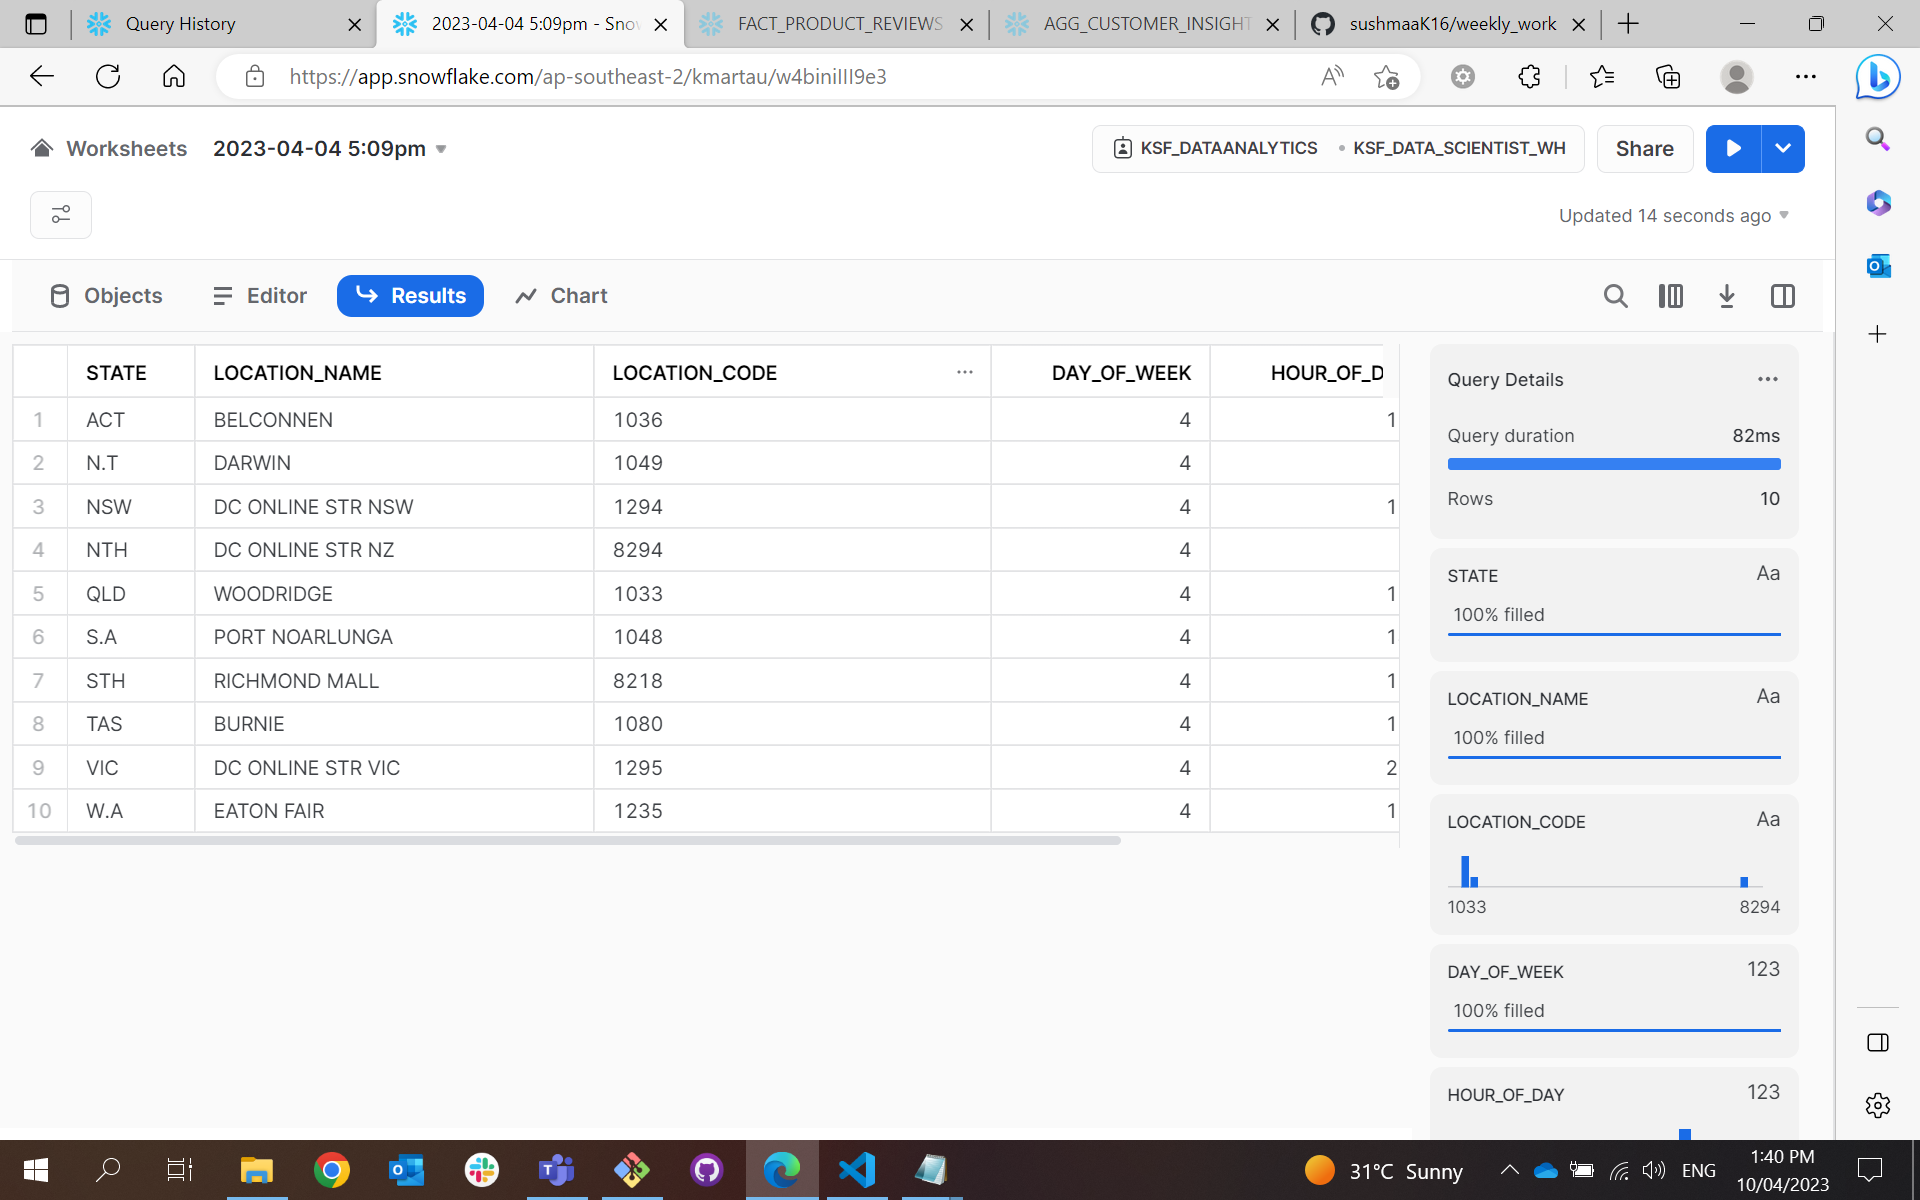 Query History
2023-04-04 5:09pm - Snow
FACT_PRODUCT_REVIEWS
AGG_CUSTOMER_INSIGHT
sushmaaK16/weekly_work
https://app.snowflake.com/ap-southeast-2/kmartau/w4binilII9e3
Worksheets 2023-04-04 5:09pm
KSF_DATAANALYTICS • KSF_DATA_SCIENTIST_WH
Share
Updated 14 seconds ago
Objects Editor Results Chart
STATE LOCATION_NAME LOCATION_CODE ... DAY_OF_WEEK HOUR_OF_D
1 ACT BELCONNEN 1036 4 1
2 N.T DARWIN 1049 4
3 NSW DC ONLINE STR NSW 1294 4 1
4 NTH DC ONLINE STR NZ 8294 4
5 QLD WOODRIDGE 1033 4 1
6 S.A PORT NOARLUNGA 1048 4 1
7 STH RICHMOND MALL 8218 4 1
8 TAS BURNIE 1080 4 1
9 VIC DC ONLINE STR VIC 1295 4 2
10 W.A EATON FAIR 1235 4 1
Query Details ...
Query duration 82ms
Rows 10
STATE Aa
100% filled
LOCATION_NAME Aa
100% filled
LOCATION_CODE Aa
1033 8294
DAY_OF_WEEK 123
100% filled
HOUR_OF_DAY 123
31°C Sunny
ENG
1:40 PM
10/04/2023